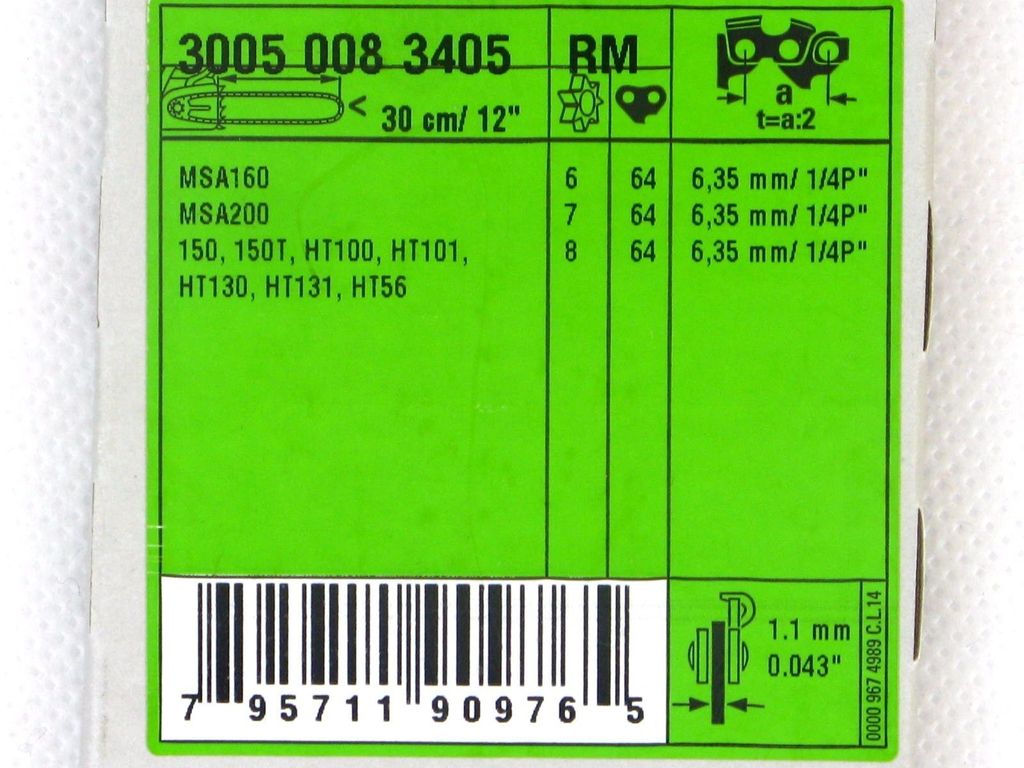 3005 008 3405 RM
< 30 cm/ 12"
a
t=a:2
MSA160 6 64 6,35 mm/ 1/4P"
MSA200 7 64 6,35 mm/ 1/4P"
150, 150T, HT100, HT101, 8 64 6,35 mm/ 1/4P"
HT130, HT131, HT56
7 95711 90976 5
1.1 mm
0.043"
0000 967 4989 C.L14